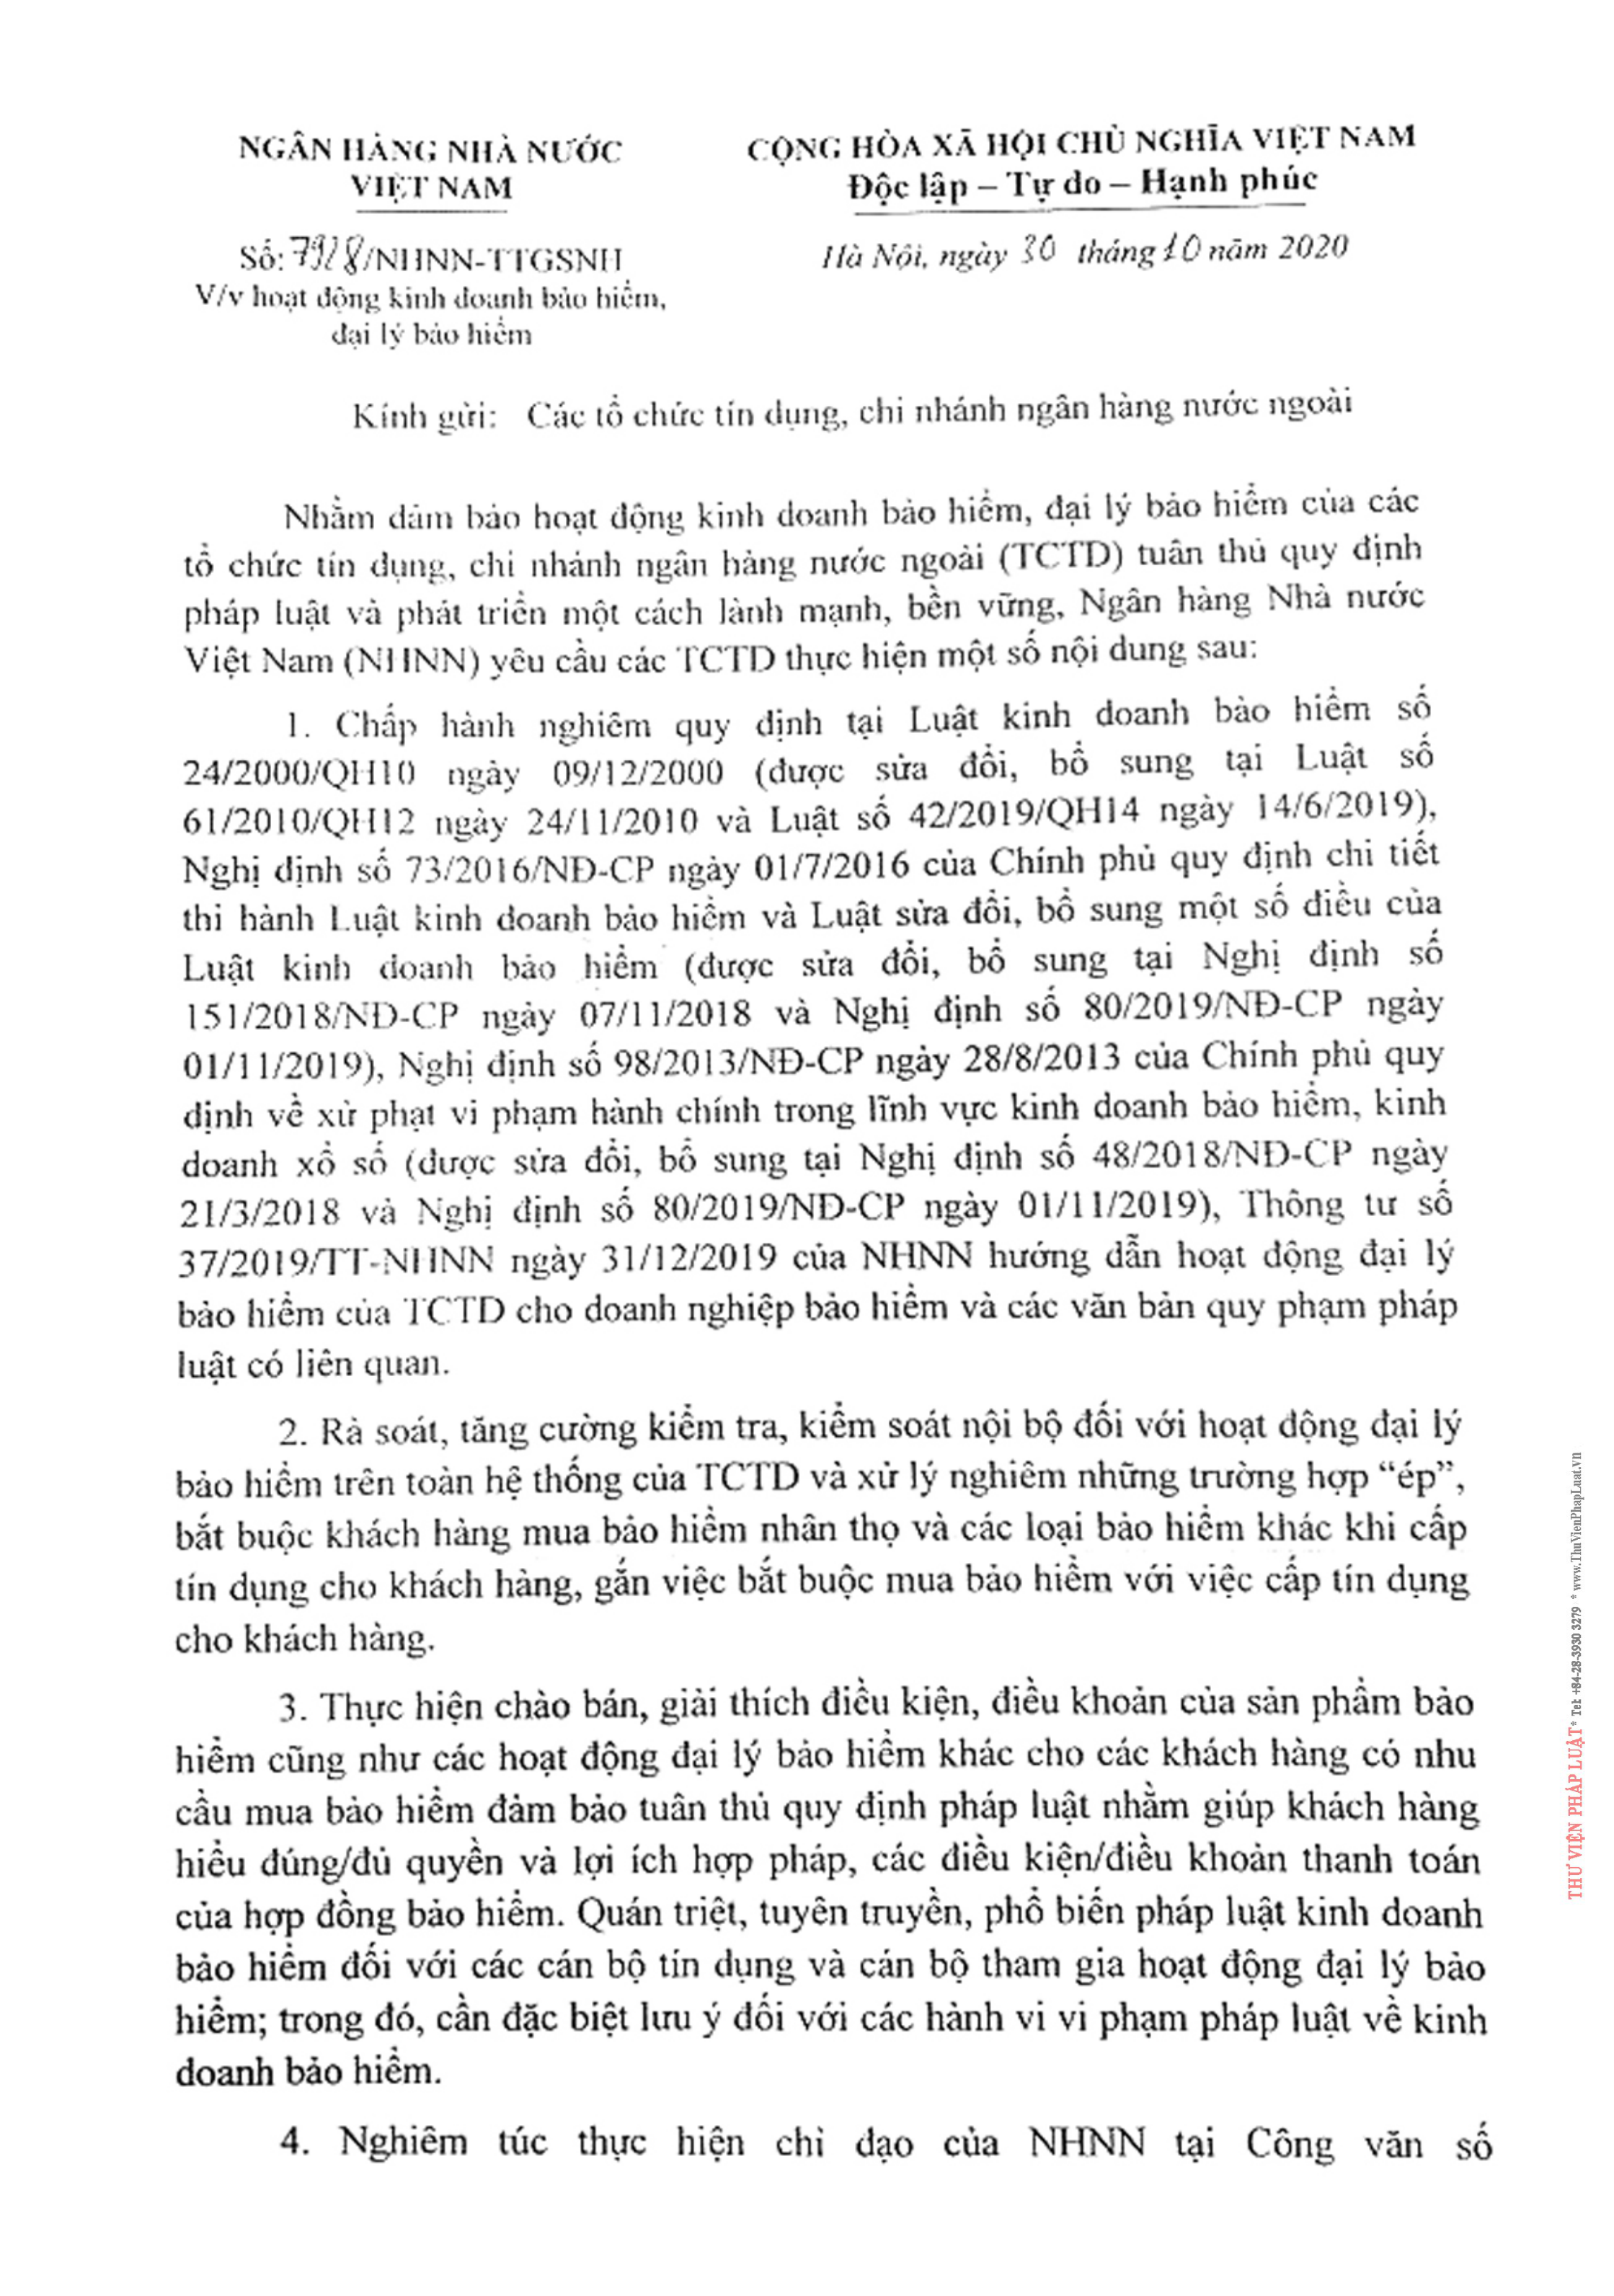 NGÂN HÀNG NHÀ NƯỚC
VIỆT NAM
CỘNG HÒA XÃ HỘI CHỦ NGHĨA VIỆT NAM
Độc lập – Tự do – Hạnh phúc
Số: 7928/NHNN-TTGSNH
V/v hoạt động kinh doanh bảo hiểm,
đại lý bảo hiểm
Hà Nội, ngày 30 tháng 10 năm 2020
Kính gửi: Các tổ chức tín dụng, chi nhánh ngân hàng nước ngoài
Nhằm đảm bảo hoạt động kinh doanh bảo hiểm, đại lý bảo hiểm của các
tổ chức tín dụng, chi nhánh ngân hàng nước ngoài (TCTD) tuân thủ quy định
pháp luật và phát triển một cách lành mạnh, bền vững, Ngân hàng Nhà nước
Việt Nam (NHNN) yêu cầu các TCTD thực hiện một số nội dung sau:
1. Chấp hành nghiêm quy định tại Luật kinh doanh bảo hiểm số
24/2000/QH10 ngày 09/12/2000 (được sửa đổi, bổ sung tại Luật số
61/2010/QH12 ngày 24/11/2010 và Luật số 42/2019/QH14 ngày 14/6/2019),
Nghị định số 73/2016/NĐ-CP ngày 01/7/2016 của Chính phủ quy định chi tiết
thi hành Luật kinh doanh bảo hiểm và Luật sửa đổi, bổ sung một số điều của
Luật kinh doanh bảo hiểm (được sửa đổi, bổ sung tại Nghị định số
151/2018/NĐ-CP ngày 07/11/2018 và Nghị định số 80/2019/NĐ-CP ngày
01/11/2019), Nghị định số 98/2013/NĐ-CP ngày 28/8/2013 của Chính phủ quy
định về xử phạt vi phạm hành chính trong lĩnh vực kinh doanh bảo hiểm, kinh
doanh xổ số (được sửa đổi, bổ sung tại Nghị định số 48/2018/NĐ-CP ngày
21/3/2018 và Nghị định số 80/2019/NĐ-CP ngày 01/11/2019), Thông tư số
37/2019/TT-NHNN ngày 31/12/2019 của NHNN hướng dẫn hoạt động đại lý
bảo hiểm của TCTD cho doanh nghiệp bảo hiểm và các văn bản quy phạm pháp
luật có liên quan.
2. Rà soát, tăng cường kiểm tra, kiểm soát nội bộ đối với hoạt động đại lý
bảo hiểm trên toàn hệ thống của TCTD và xử lý nghiêm những trường hợp “ép”,
bắt buộc khách hàng mua bảo hiểm nhân thọ và các loại bảo hiểm khác khi cấp
tín dụng cho khách hàng, gắn việc bắt buộc mua bảo hiểm với việc cấp tín dụng
cho khách hàng.
3. Thực hiện chào bán, giải thích điều kiện, điều khoản của sản phẩm bảo
hiểm cũng như các hoạt động đại lý bảo hiểm khác cho các khách hàng có nhu
cầu mua bảo hiểm đảm bảo tuân thủ quy định pháp luật nhằm giúp khách hàng
hiểu đúng/đủ quyền và lợi ích hợp pháp, các điều kiện/điều khoản thanh toán
của hợp đồng bảo hiểm. Quán triệt, tuyên truyền, phổ biến pháp luật kinh doanh
bảo hiểm đối với các cán bộ tín dụng và cán bộ tham gia hoạt động đại lý bảo
hiểm; trong đó, cần đặc biệt lưu ý đối với các hành vi vi phạm pháp luật về kinh
doanh bảo hiểm.
4. Nghiêm túc thực hiện chỉ đạo của NHNN tại Công văn số
THƯ VIỆN PHÁP LUẬT * Tel: +84-28-3930 3279 * www.ThuVienPhapLuat.vn